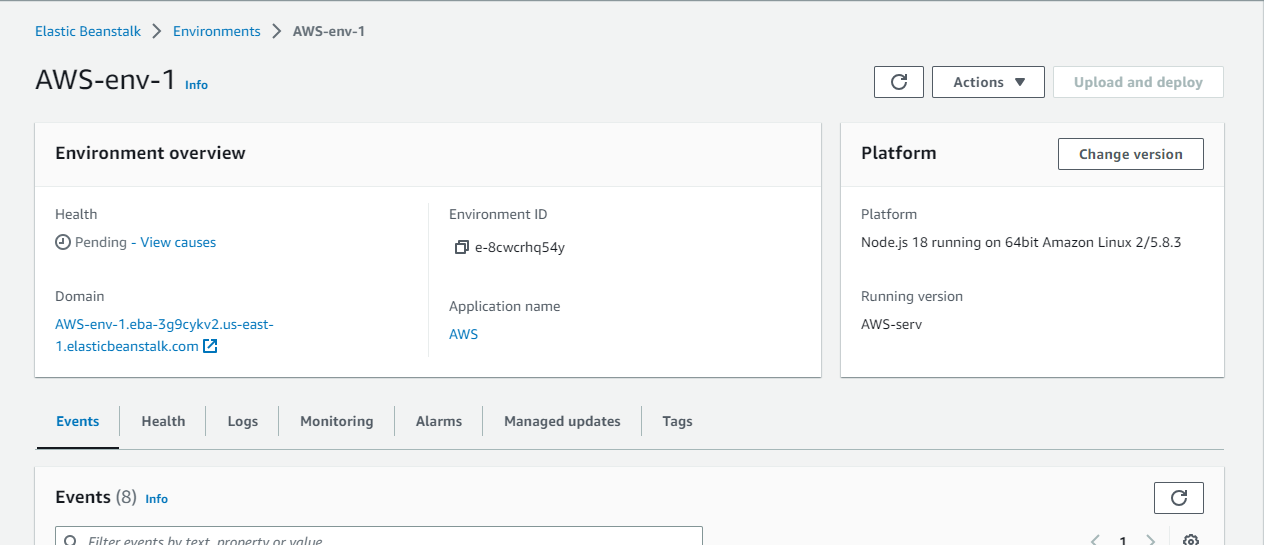 Elastic Beanstalk > Environments > AWS-env-1
AWS-env-1 Info
Actions ▼
Upload and deploy
Environment overview
Health
Pending - View causes
Domain
AWS-env-1.eba-3g9cykv2.us-east-
1.elasticbeanstalk.com
Environment ID
e-8cwcrhq54y
Application name
AWS
Platform
Change version
Platform
Node.js 18 running on 64bit Amazon Linux 2/5.8.3
Running version
AWS-serv
Events
Health
Logs
Monitoring
Alarms
Managed updates
Tags
Events (8) Info
Filter events by text, property or value
< 1 >